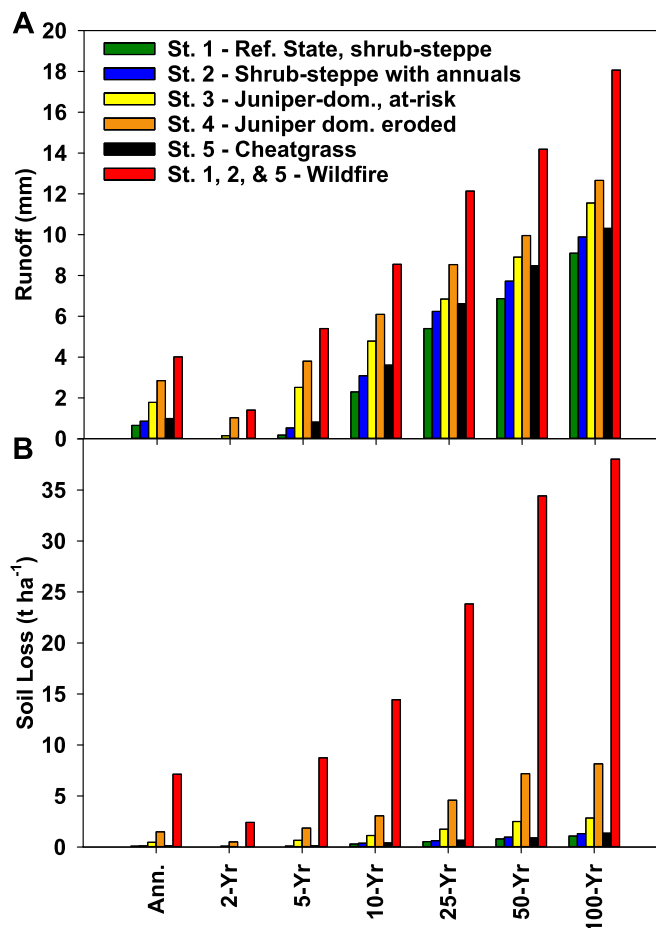 A
20
18
16
14
12
10
8
6
4
2
0
Runoff (mm)
St. 1 - Ref. State, shrub-steppe
St. 2 - Shrub-steppe with annuals
St. 3 - Juniper-dom., at-risk
St. 4 - Juniper dom. eroded
St. 5 - Cheatgrass
St. 1, 2, & 5 - Wildfire
B
35
30
25
20
15
10
5
0
Soil Loss (t ha⁻¹)
Ann.
2-Yr
5-Yr
10-Yr
25-Yr
50-Yr
100-Yr